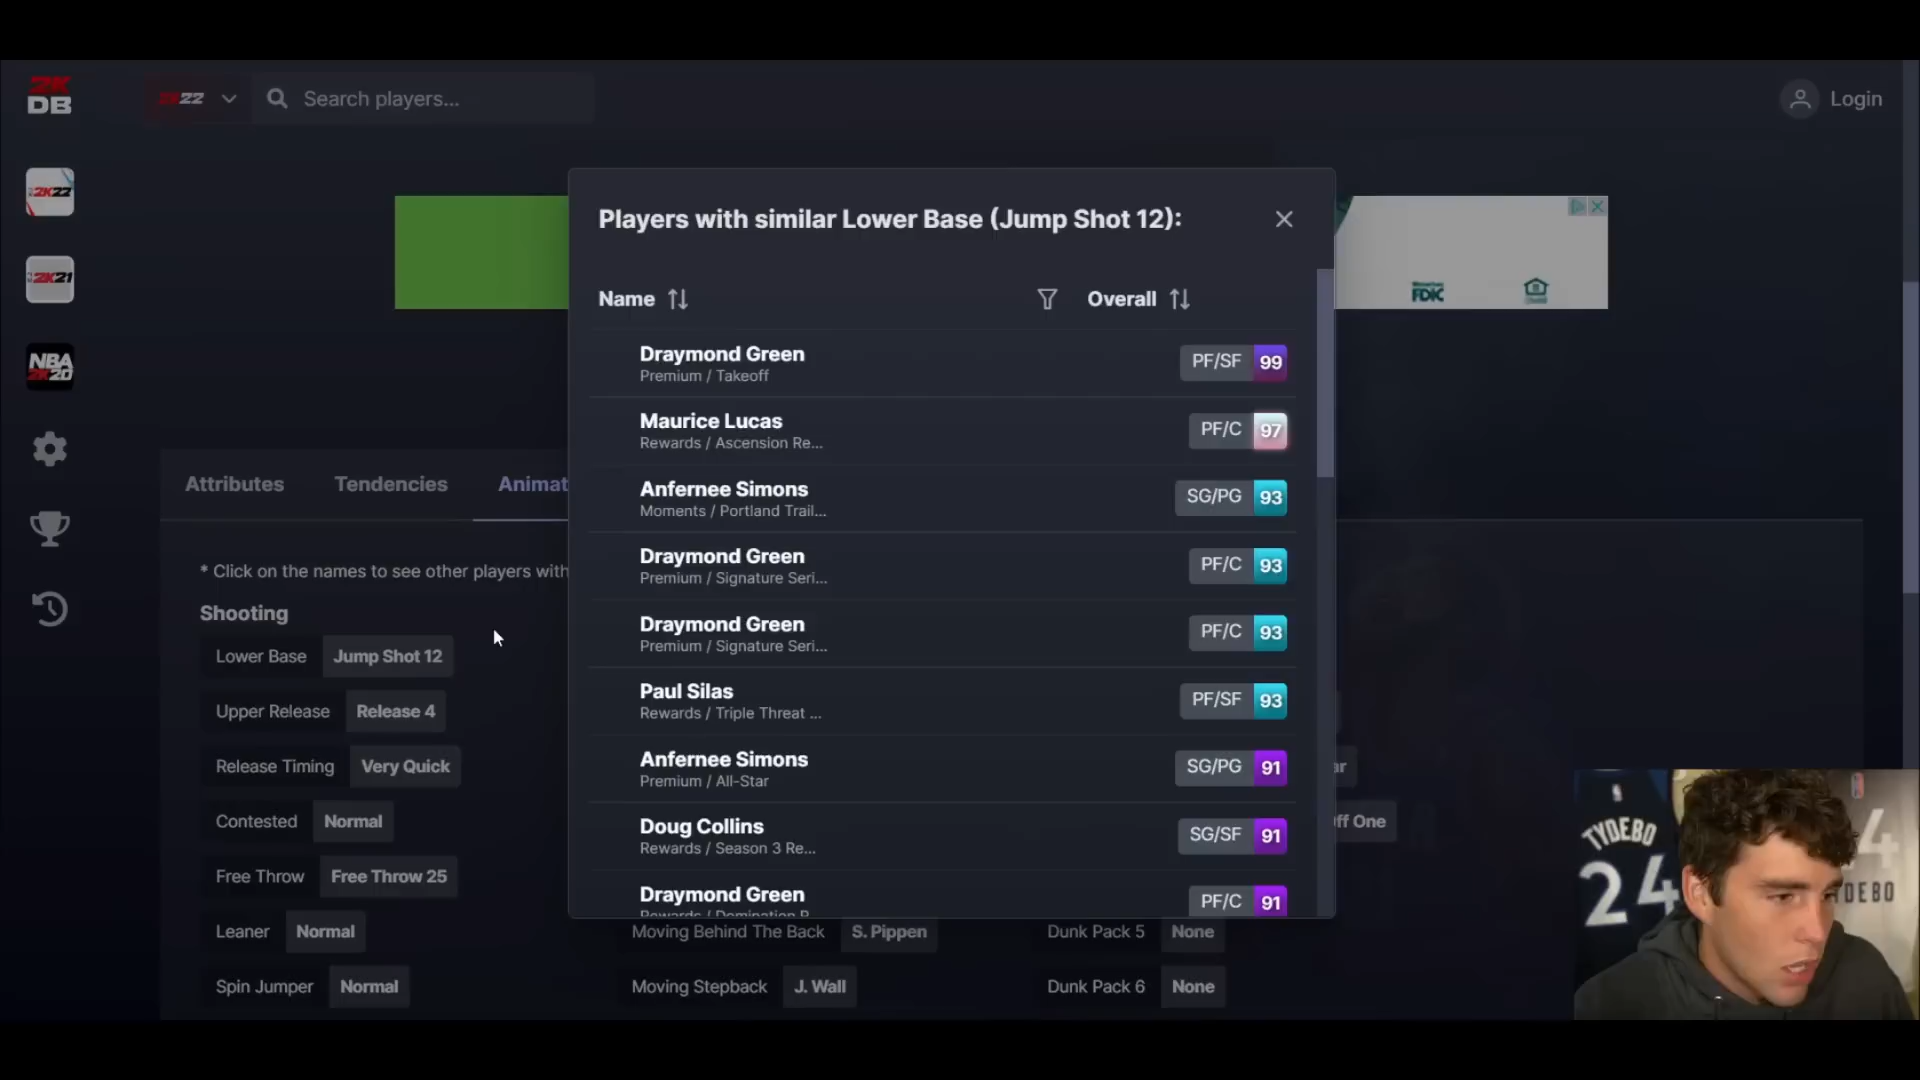 2K
DB
2K22
Search players...
Login
2K22
2K21
NBA
2K20
FDIC
Players with similar Lower Base (Jump Shot 12):
Name
Overall
Draymond Green
Premium / Takeoff
PF/SF 99
Maurice Lucas
Rewards / Ascension Re...
PF/C 97
Anfernee Simons
Moments / Portland Trail...
SG/PG 93
Draymond Green
Premium / Signature Seri...
PF/C 93
Draymond Green
Premium / Signature Seri...
PF/C 93
Paul Silas
Rewards / Triple Threat ...
PF/SF 93
Anfernee Simons
Premium / All-Star
SG/PG 91
Doug Collins
Rewards / Season 3 Re...
SG/SF 91
Draymond Green
Rewards / Domination R
PF/C 91
Attributes Tendencies Animat
* Click on the names to see other players with
Shooting
Lower Base Jump Shot 12
Upper Release Release 4
Release Timing Very Quick
Contested Normal
Free Throw Free Throw 25
Leaner Normal
Spin Jumper Normal
Moving Behind The Back S. Pippen
Moving Stepback J. Wall
Dunk Pack 5 None
Dunk Pack 6 None
ar
ff One
TYDEBO
24
4
DEBO